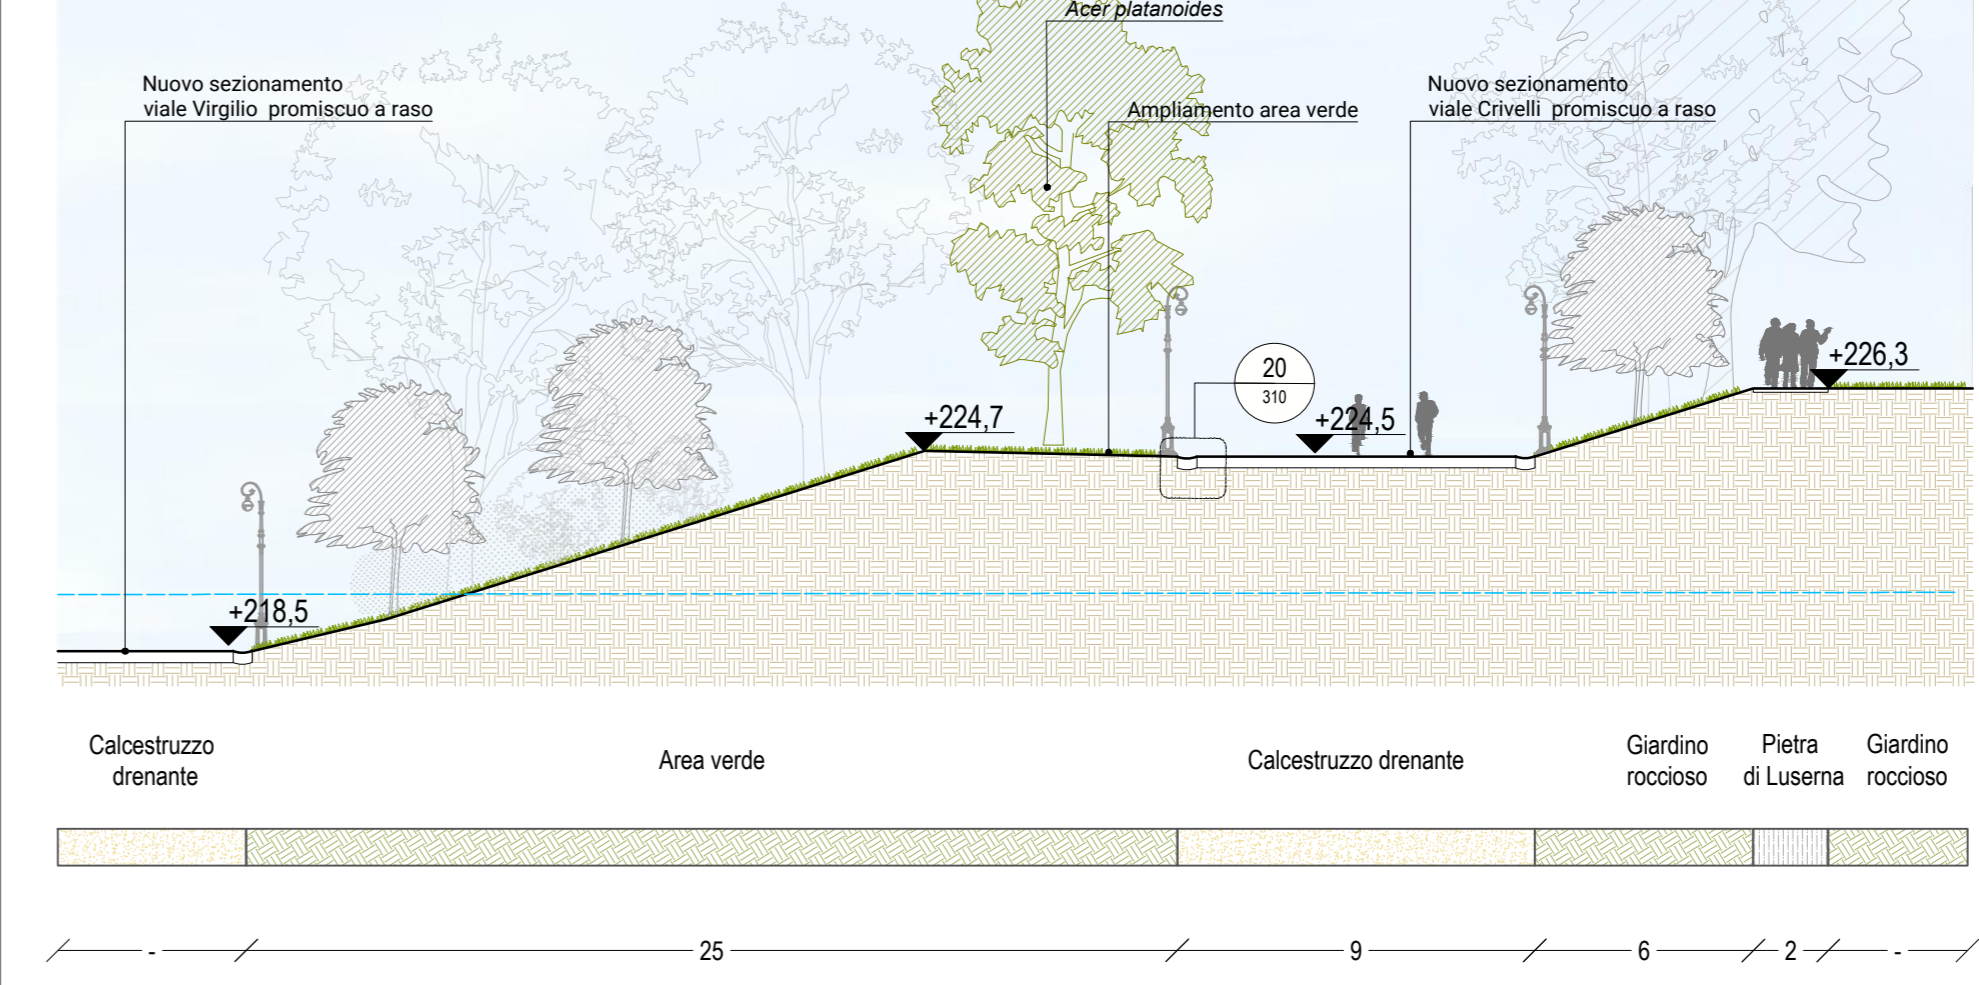 Acer platanoides
Nuovo sezionamento
viale Virgilio promiscuo a raso
Ampliamento area verde
Nuovo sezionamento
viale Crivelli promiscuo a raso
+226,3
20
310
+224,7
+224,5
+218,5
Calcestruzzo
drenante
Area verde
Calcestruzzo drenante
Giardino
roccioso
Pietra
di Luserna
Giardino
roccioso
- 25 9 6 2 -